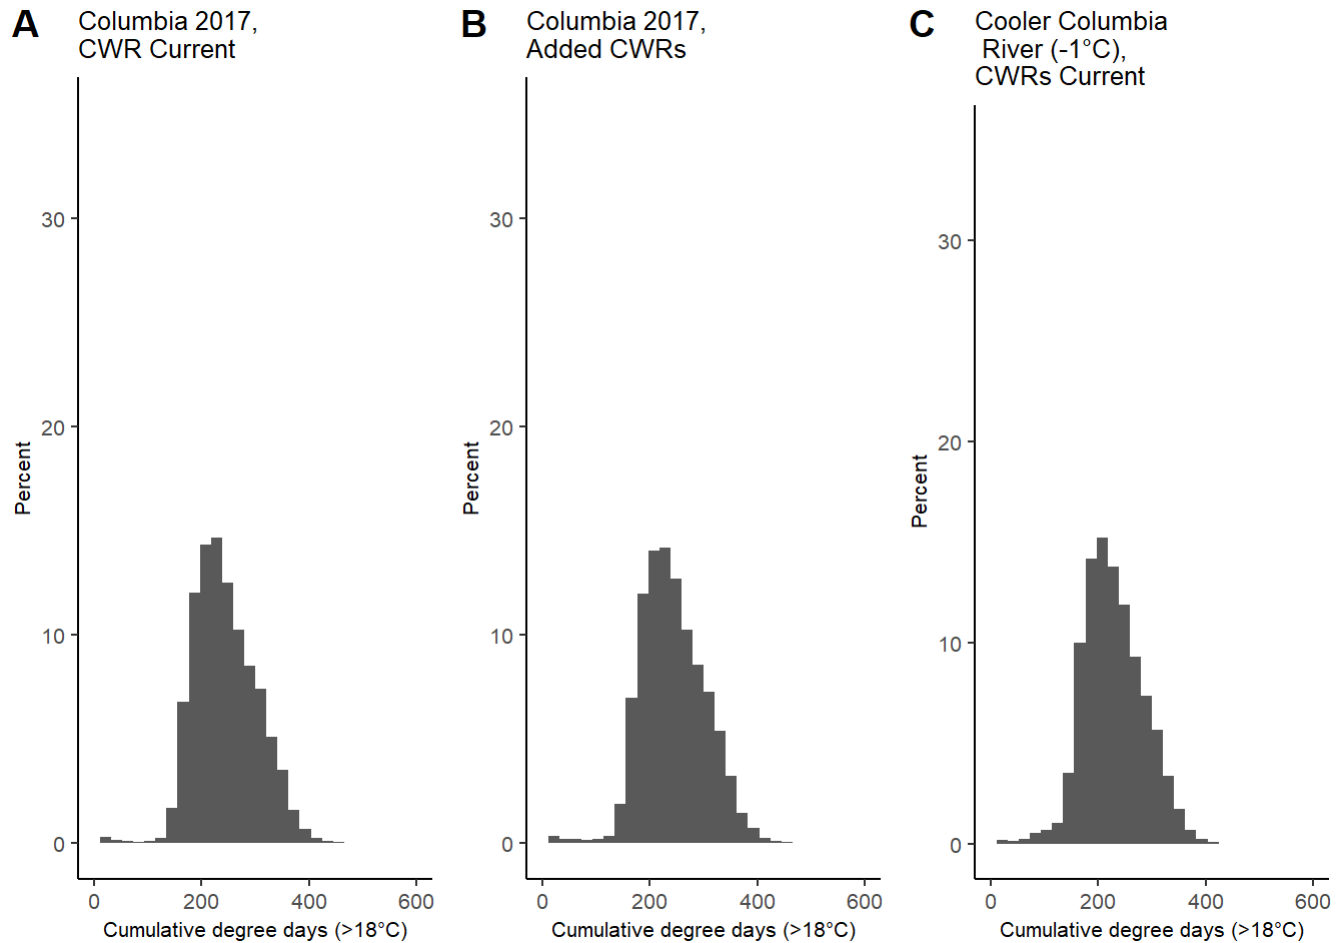 A
Columbia 2017,
CWR Current
30
20
10
0
Percent
0 200 400 600
Cumulative degree days (>18°C)
B
Columbia 2017,
Added CWRs
30
20
10
0
Percent
0 200 400 600
Cumulative degree days (>18°C)
C
Cooler Columbia
River (-1°C),
CWRs Current
30
20
10
0
Percent
0 200 400 600
Cumulative degree days (>18°C)